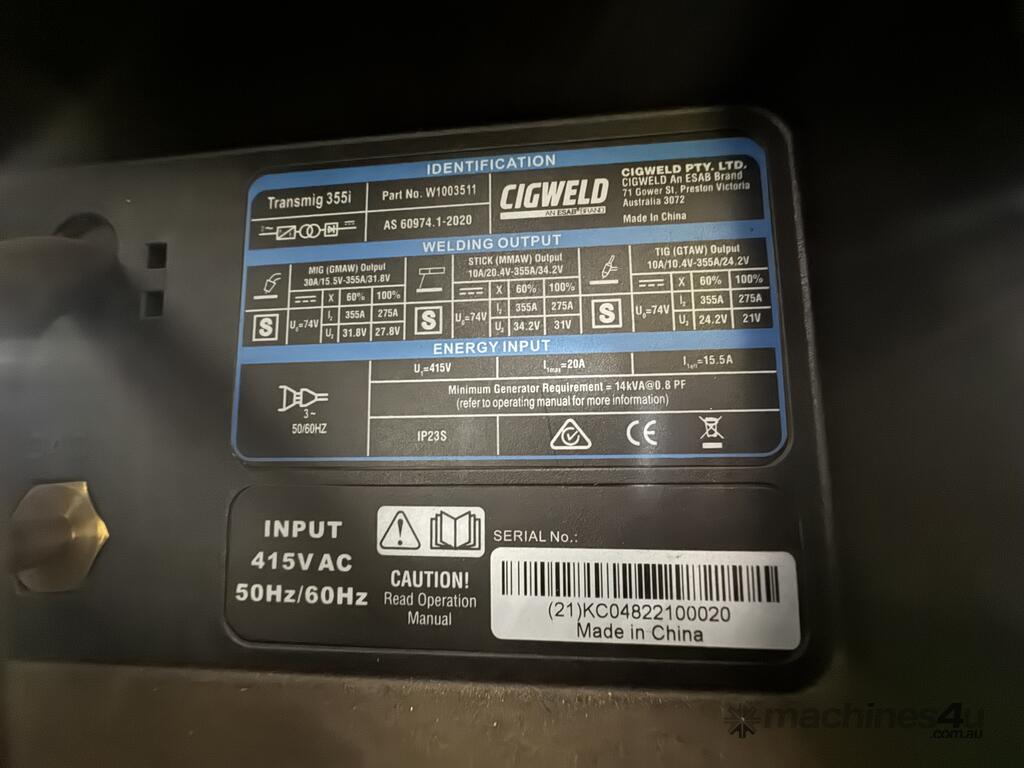 IDENTIFICATION
Transmig 355i
Part No. W1003511
AS 60974.1-2020
CIGWELD
AN ESAB® BRAND
CIGWELD PTY. LTD.
CIGWELD An ESAB Brand
71 Gower St. Preston Victoria
Australia 3072
Made In China
WELDING OUTPUT
MIG (GMAW) Output
30A/15.5V-355A/31.8V
X 60% 100%
S U₀=74V
I₂ 355A 275A
U₂ 31.8V 27.8V
STICK (MMAW) Output
10A/20.4V-355A/34.2V
X 60% 100%
S U₀=74V
I₂ 355A 275A
U₂ 34.2V 31V
TIG (GTAW) Output
10A/10.4V-355A/24.2V
X 60% 100%
S U₀=74V
I₂ 355A 275A
U₂ 24.2V 21V
ENERGY INPUT
3~
50/60HZ
U₁=415V I₁max=20A I₁eff=15.5A
Minimum Generator Requirement = 14kVA@0.8 PF
(refer to operating manual for more information)
IP23S CE
INPUT
415V AC
50Hz/60Hz
CAUTION!
Read Operation
Manual
SERIAL No.:
(21)KC04822100020
Made in China
machines4u
.com.au